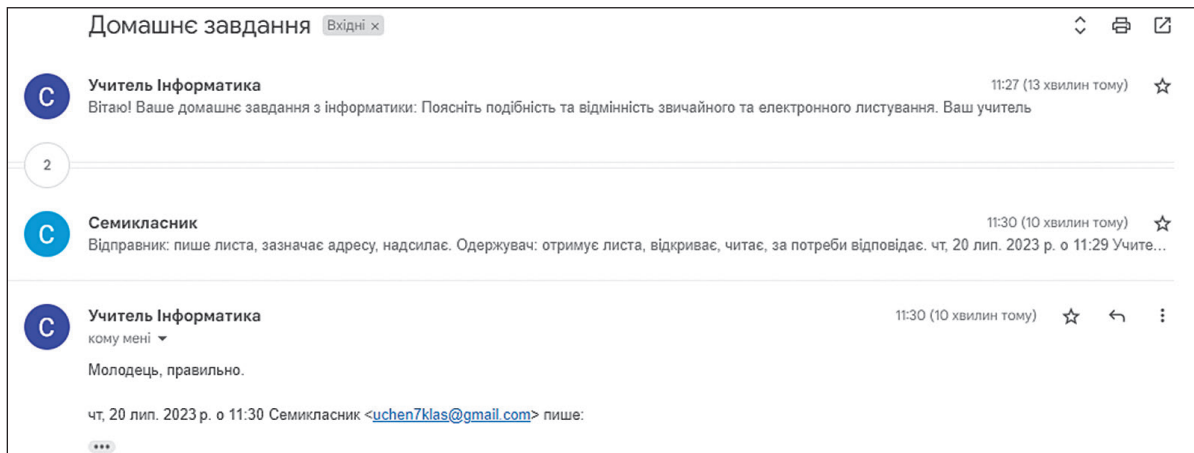 Домашнє завдання Вхідні ×
С Учитель Інформатика 11:27 (13 хвилин тому)
Вітаю! Ваше домашнє завдання з інформатики: Поясніть подібність та відмінність звичайного та електронного листування. Ваш учитель
2
С Семикласник 11:30 (10 хвилин тому)
Відправник: пише листа, зазначає адресу, надсилає. Одержувач: отримує листа, відкриває, читає, за потреби відповідає. чт, 20 лип. 2023 р. о 11:29 Учите...
С Учитель Інформатика 11:30 (10 хвилин тому)
кому мені
Молодець, правильно.
чт, 20 лип. 2023 р. о 11:30 Семикласник <uchen7klas@gmail.com> пише: